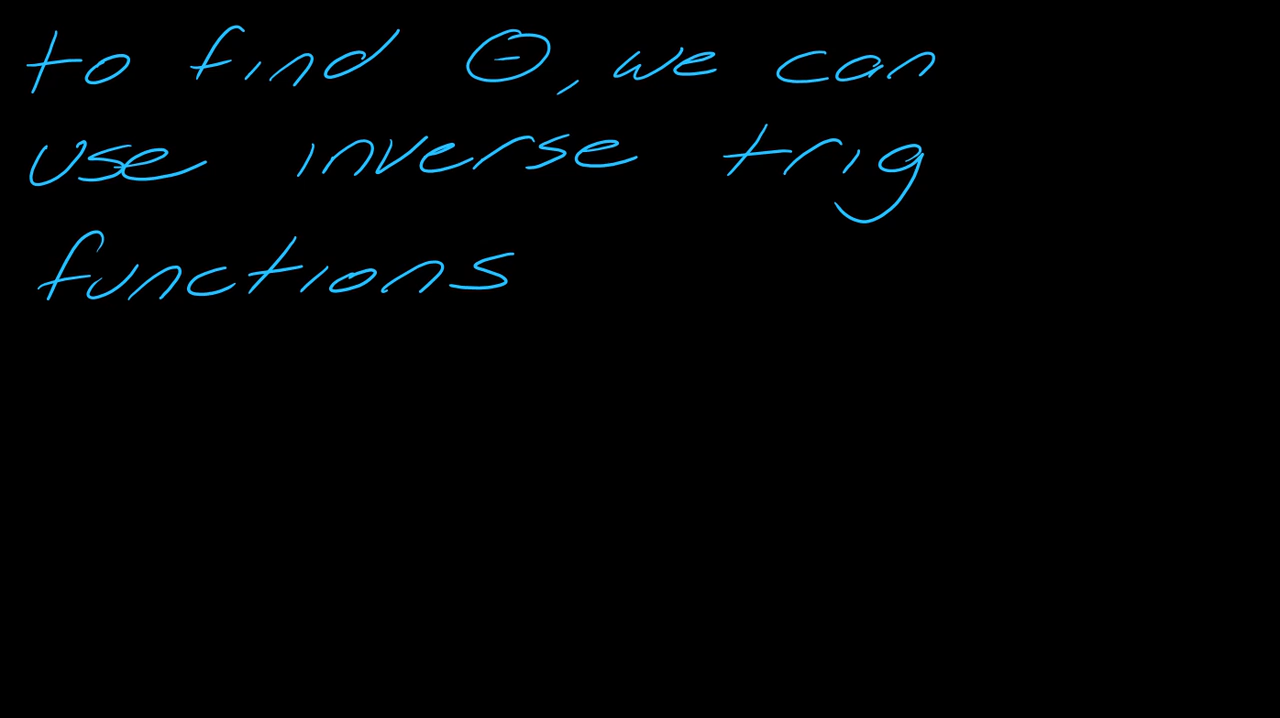 to find θ, we can
use inverse trig
functions